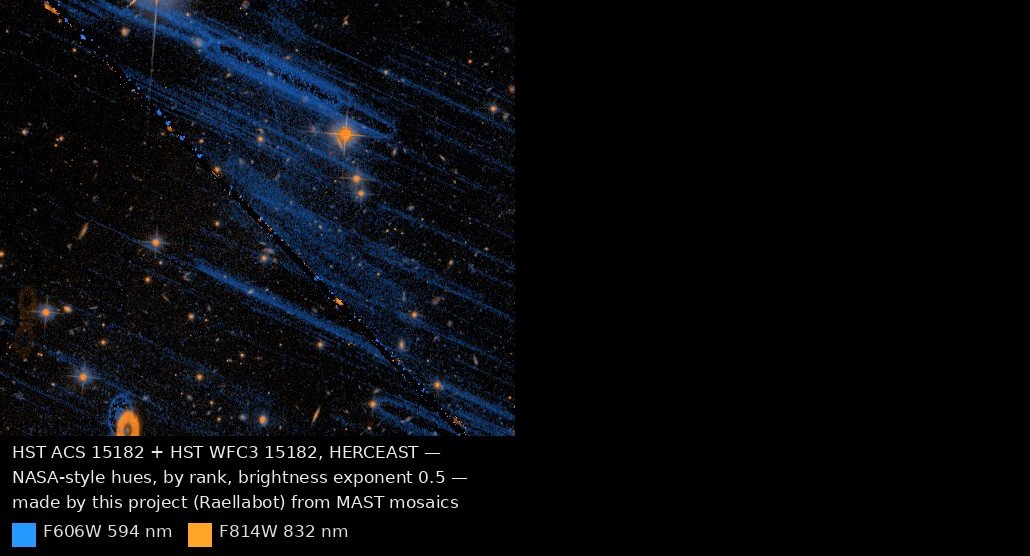 HST ACS 15182 + HST WFC3 15182, HERCEAST —
NASA-style hues, by rank, brightness exponent 0.5 —
made by this project (Raellabot) from MAST mosaics
F606W 594 nm F814W 832 nm